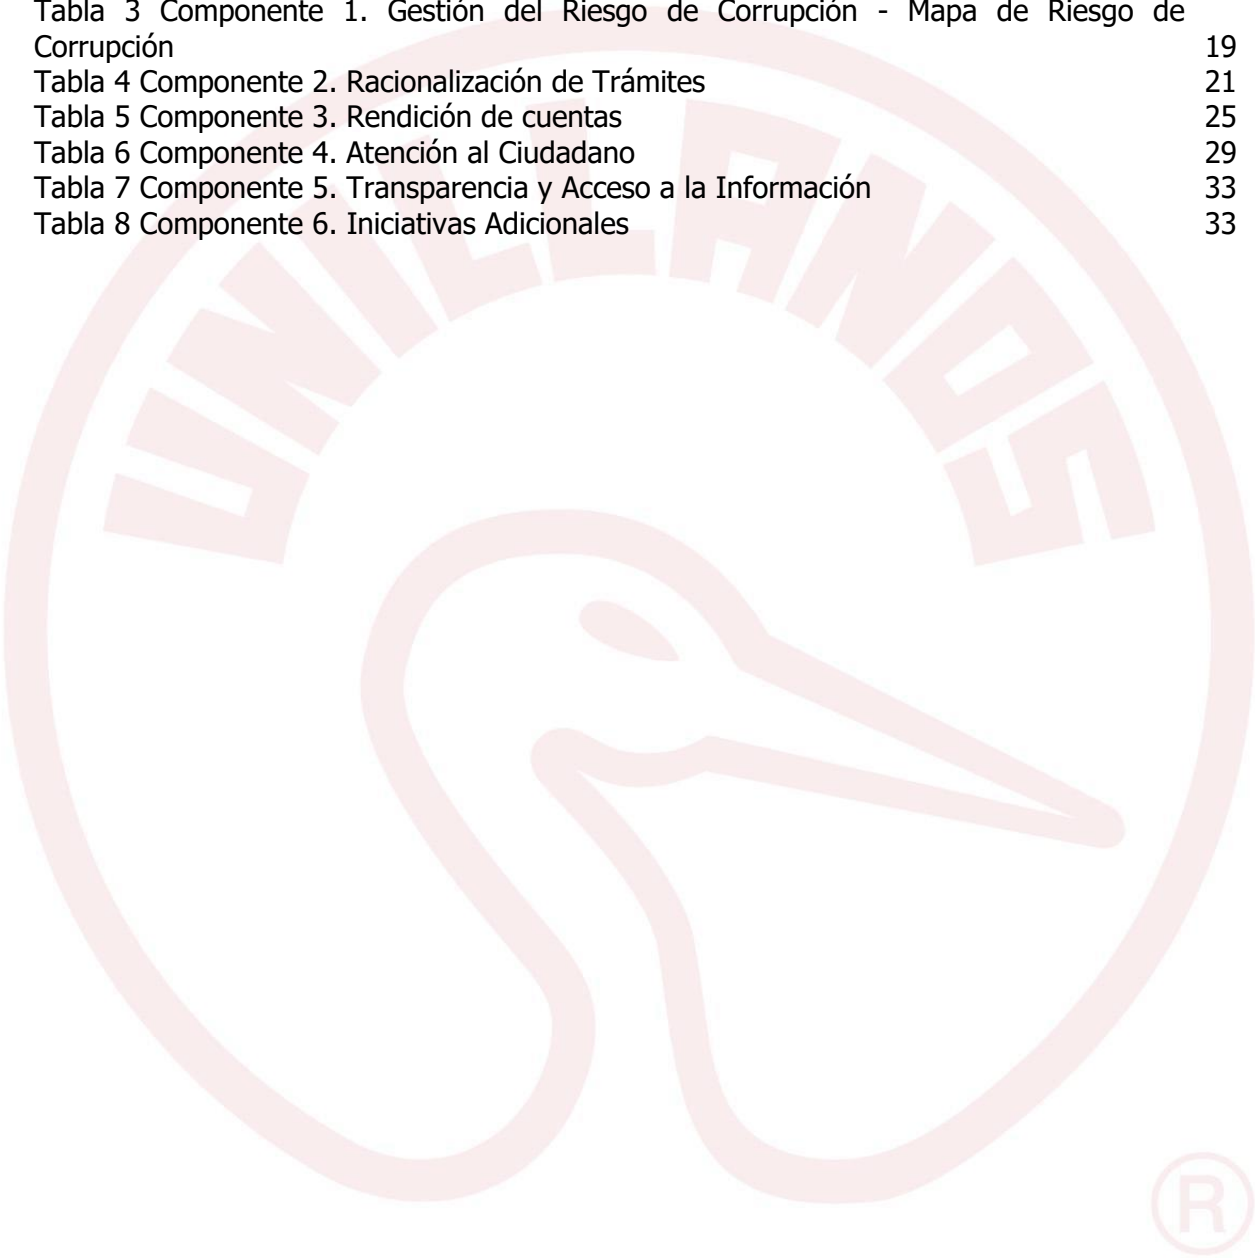 Tabla 3 Componente 1. Gestión del Riesgo de Corrupción - Mapa de Riesgo de
Corrupción 19
Tabla 4 Componente 2. Racionalización de Trámites 21
Tabla 5 Componente 3. Rendición de cuentas 25
Tabla 6 Componente 4. Atención al Ciudadano 29
Tabla 7 Componente 5. Transparencia y Acceso a la Información 33
Tabla 8 Componente 6. Iniciativas Adicionales 33
UNILLANOS
®